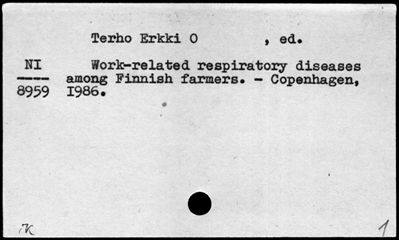 Terho Erkki O , ed.
NI Work-related respiratory diseases
8959 among Finnish farmers. - Copenhagen,
1986.
1